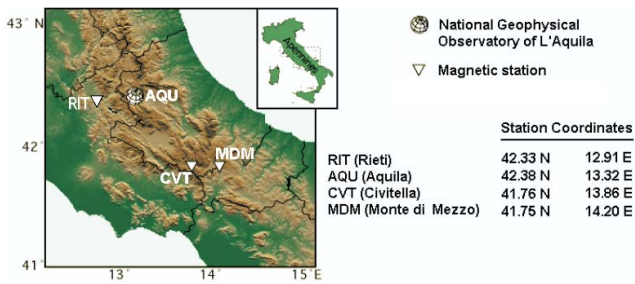 43°N
42
41°
13
14
15°E
RIT
AQU
CVT
MDM
Apennines
National Geophysical
Observatory of L'Aquila
Magnetic station
Station Coordinates
RIT (Rieti) 42.33 N 12.91 E
AQU (Aquila) 42.38 N 13.32 E
CVT (Civitella) 41.76 N 13.86 E
MDM (Monte di Mezzo) 41.75 N 14.20 E